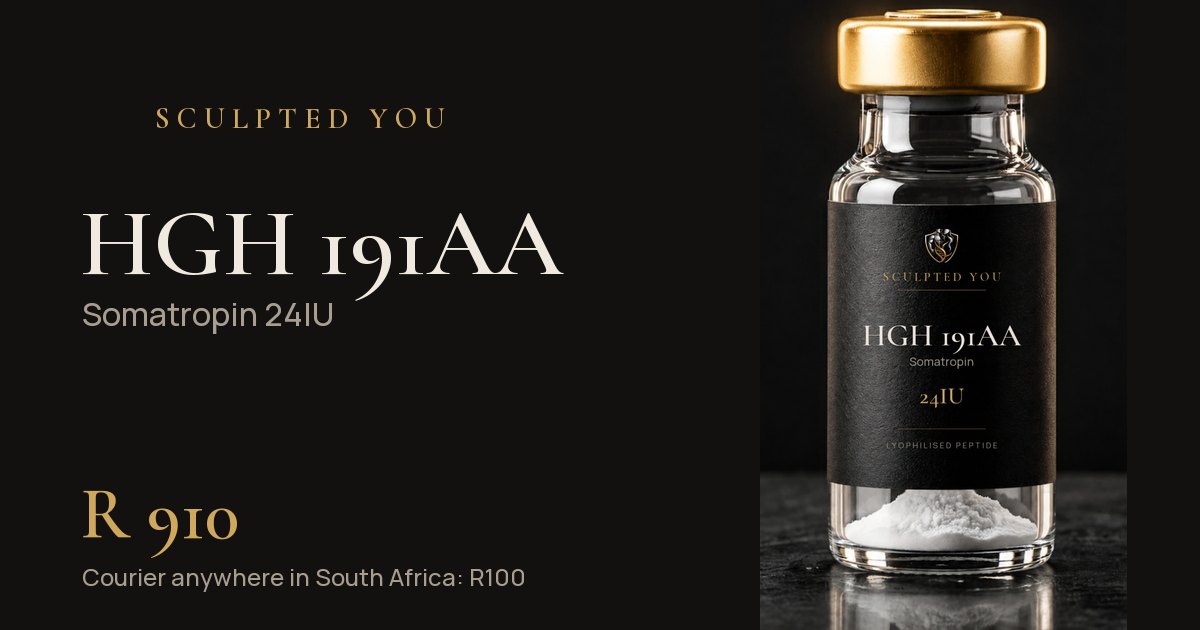 SCULPTED YOU
HGH 191AA
Somatropin 24IU
R 910
Courier anywhere in South Africa: R100
SCULPTED YOU
HGH 191AA
Somatropin
24IU
LYOPHILISED PEPTIDE